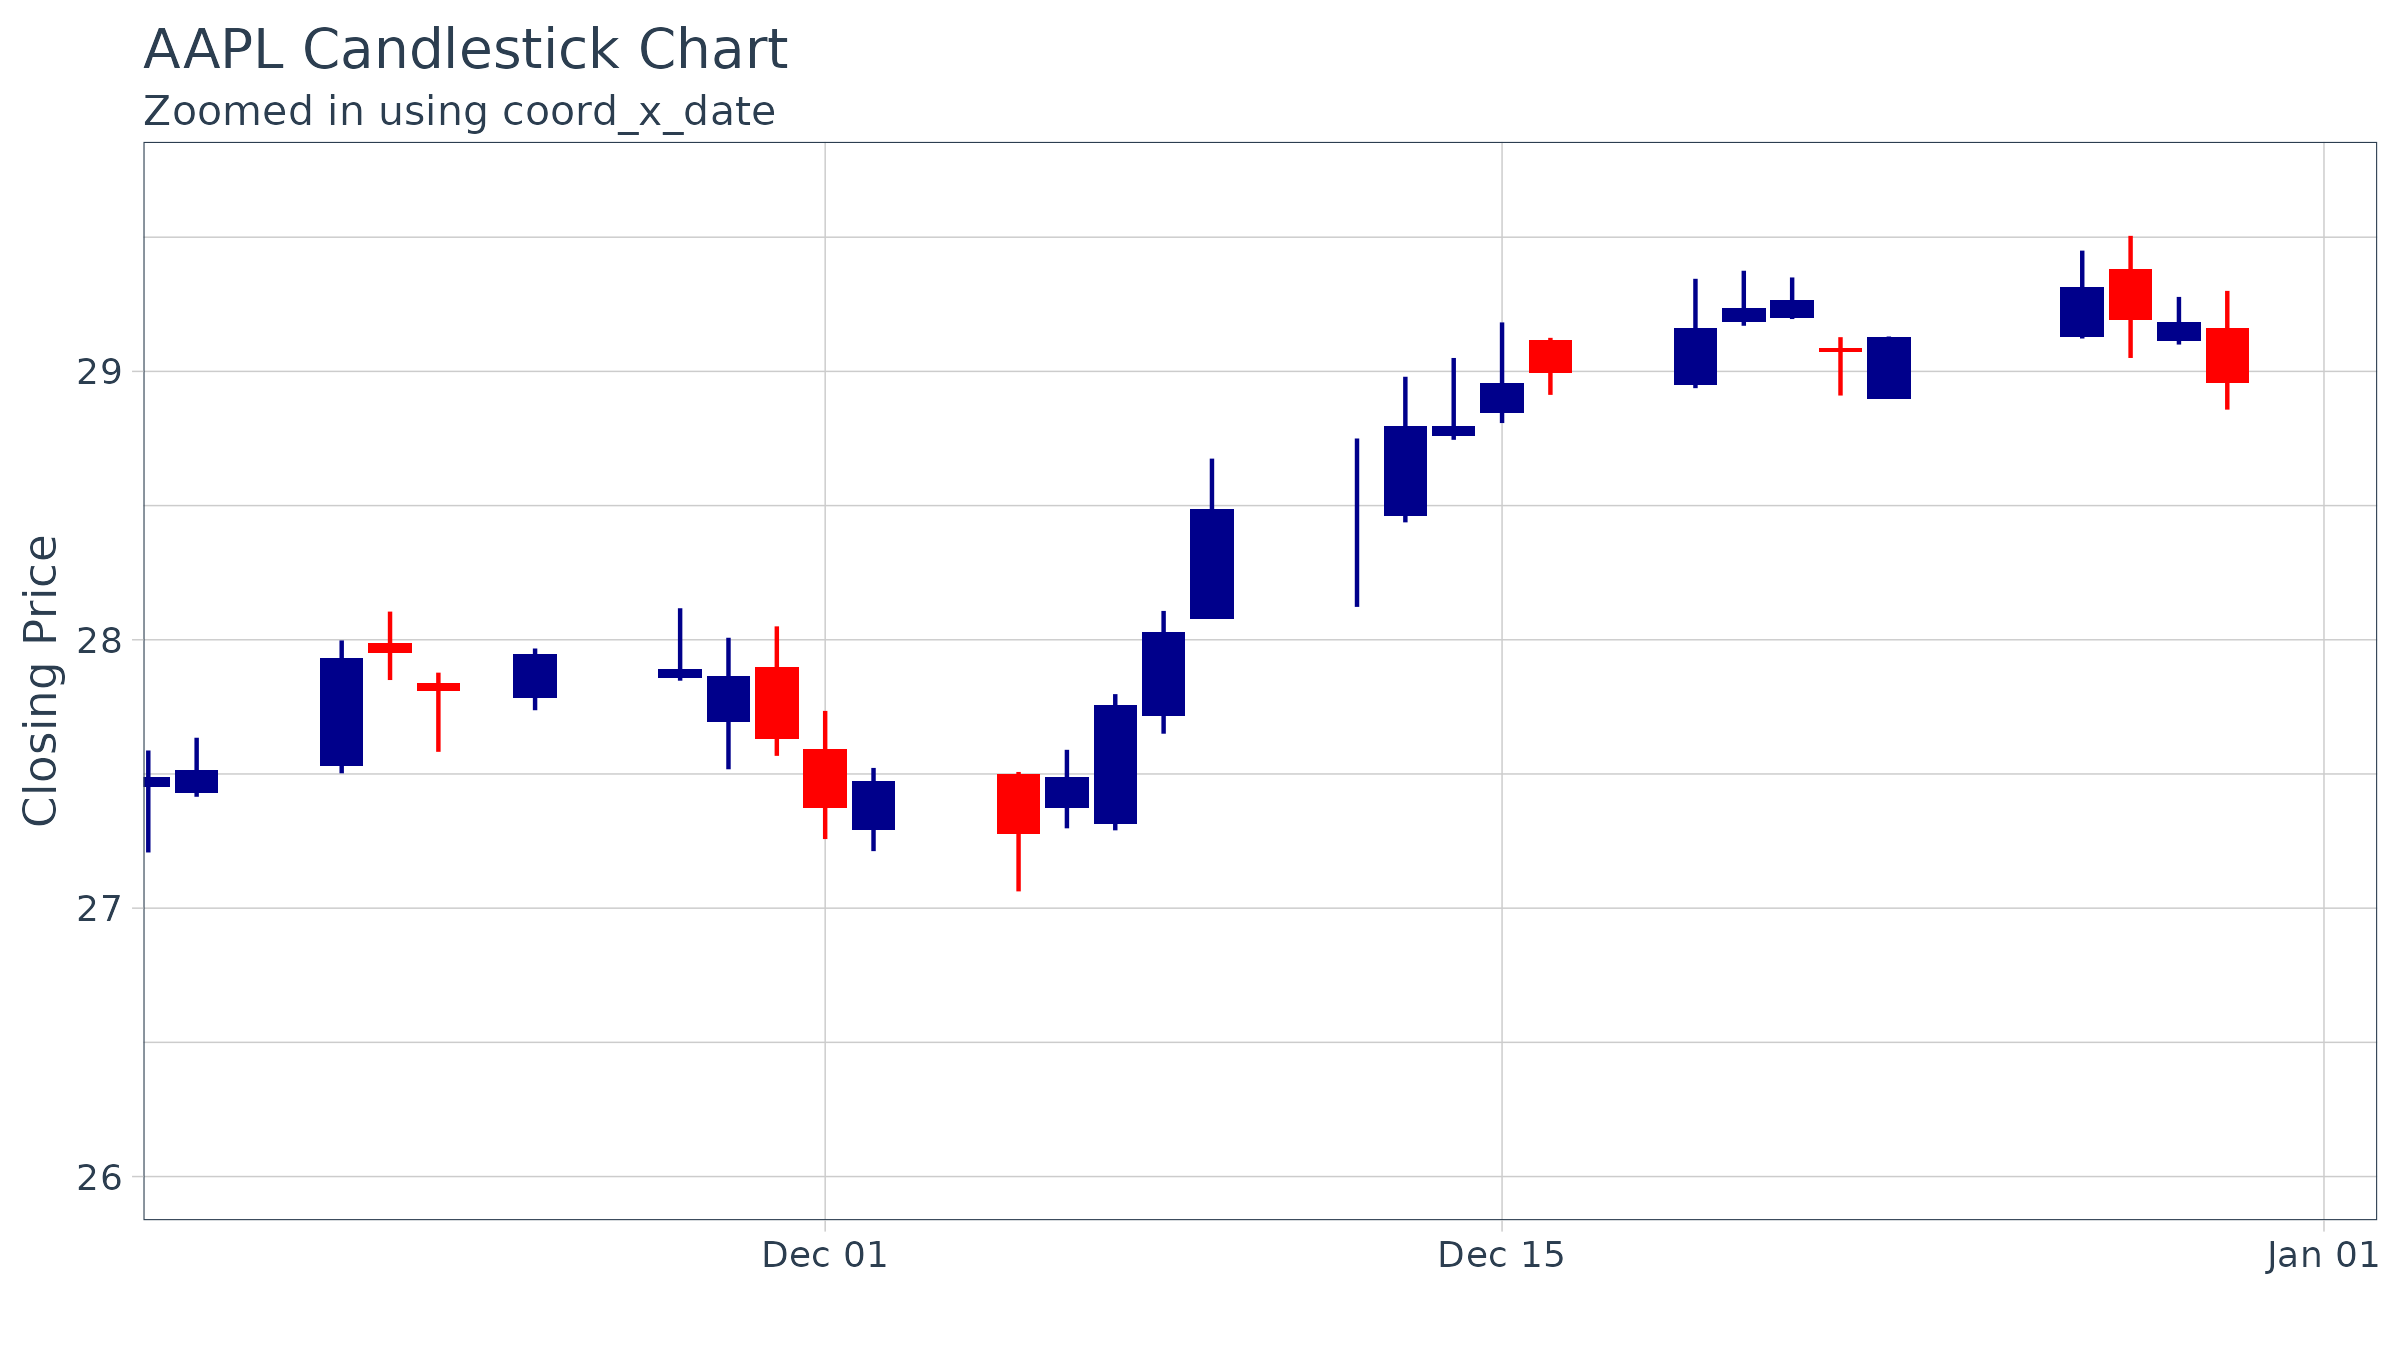 AAPL Candlestick Chart
Zoomed in using coord_x_date
Closing Price
29
28
27
26
Dec 01
Dec 15
Jan 01